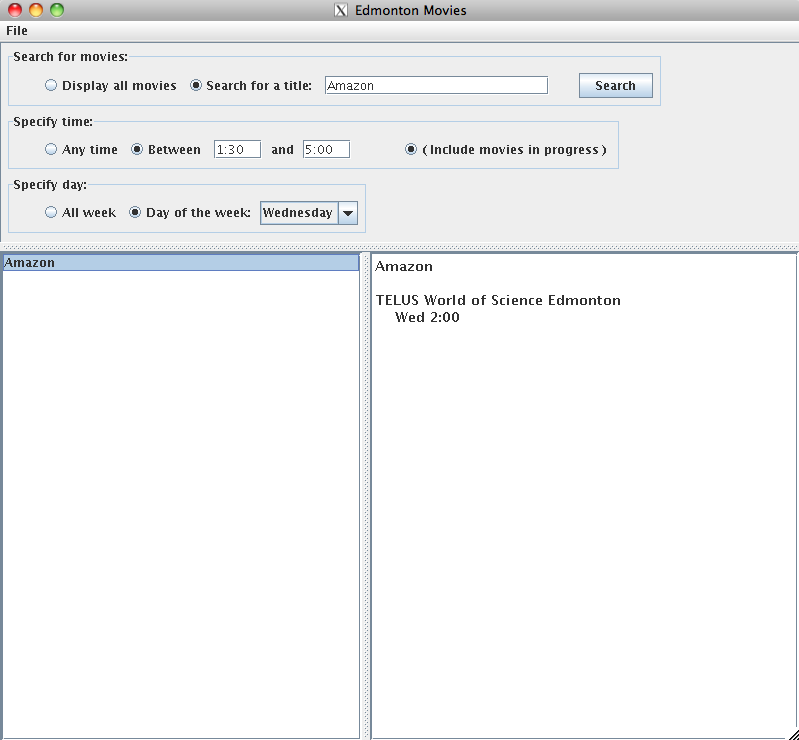 Edmonton Movies
File
Search for movies:
Display all movies Search for a title: Amazon Search
Specify time:
Any time Between 1:30 and 5:00 (Include movies in progress)
Specify day:
All week Day of the week: Wednesday
Amazon
Amazon
TELUS World of Science Edmonton
Wed 2:00